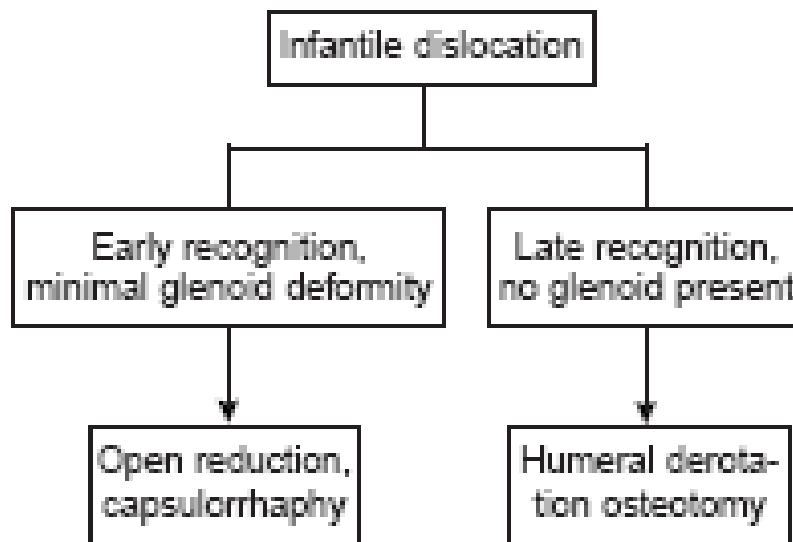 Infantile dislocation
Early recognition,
minimal glenoid deformity
Late recognition,
no glenoid present
Open reduction,
capsulorrhaphy
Humeral derota-
tion osteotomy